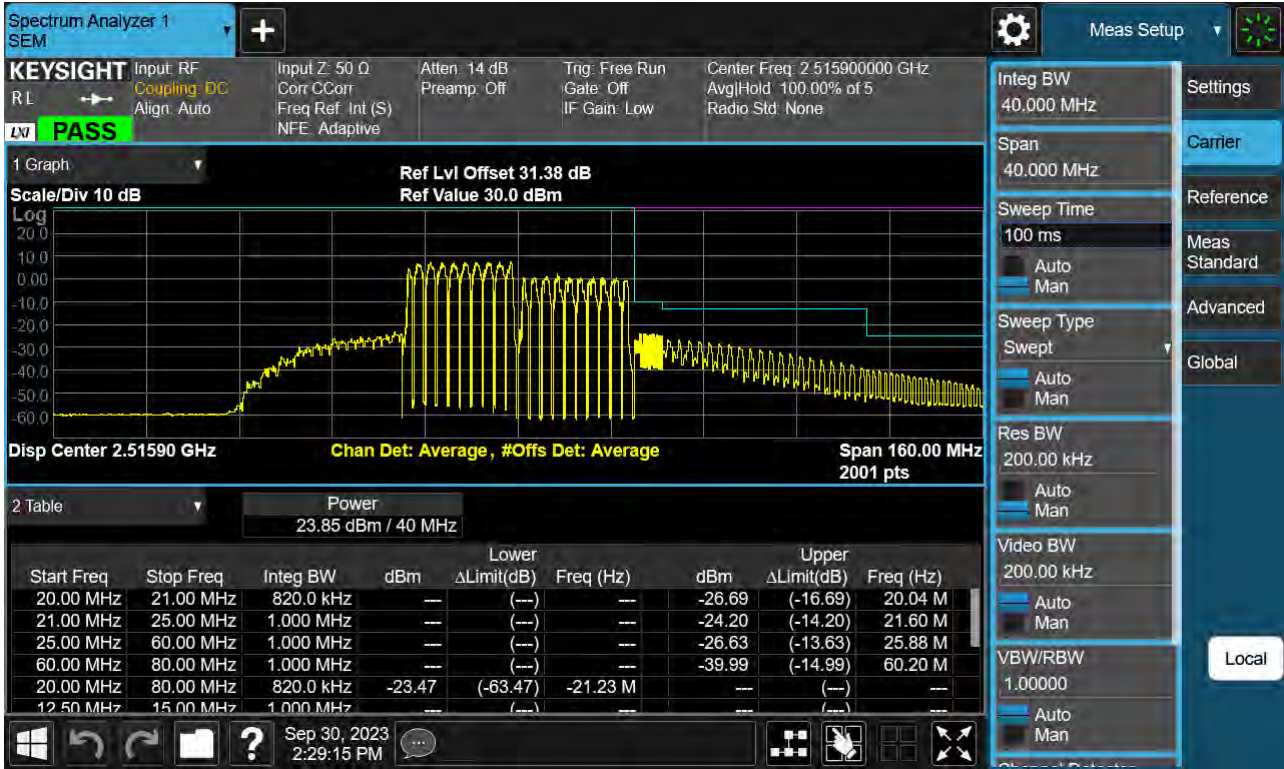 Spectrum Analyzer 1
SEM
Meas Setup
KEYSIGHT
R L
LXI
PASS
Input: RF
Coupling: DC
Align: Auto
Input Z: 50 Ω
Corr CCorr
Freq Ref: Int (S)
NFE: Adaptive
Atten: 14 dB
Preamp: Off
Trig: Free Run
Gate: Off
IF Gain: Low
Center Freq: 2.515900000 GHz
Avg|Hold: 100.00% of 5
Radio Std: None
1 Graph
Scale/Div 10 dB
Ref Lvl Offset 31.38 dB
Ref Value 30.0 dBm
Log
20.0
10.0
0.00
-10.0
-20.0
-30.0
-40.0
-50.0
-60.0
Disp Center 2.51590 GHz
Chan Det: Average, #Offs Det: Average
Span 160.00 MHz
2001 pts
2 Table
Power
23.85 dBm / 40 MHz
Lower Upper
Start Freq Stop Freq Integ BW dBm ∆Limit(dB) Freq (Hz) dBm ∆Limit(dB) Freq (Hz)
20.00 MHz 21.00 MHz 820.0 kHz --- (---) --- -26.69 (-16.69) 20.04 M
21.00 MHz 25.00 MHz 1.000 MHz --- (---) --- -24.20 (-14.20) 21.60 M
25.00 MHz 60.00 MHz 1.000 MHz --- (---) --- -26.63 (-13.63) 25.88 M
60.00 MHz 80.00 MHz 1.000 MHz --- (---) --- -39.99 (-14.99) 60.20 M
20.00 MHz 80.00 MHz 820.0 kHz -23.47 (-63.47) -21.23 M --- (---) ---
12.50 MHz 15.00 MHz 1.000 MHz --- (---) --- --- (---) ---
?
Sep 30, 2023
2:29:15 PM
Integ BW
40.000 MHz
Span
40.000 MHz
Sweep Time
100 ms
Auto
Man
Sweep Type
Swept
Auto
Man
Res BW
200.00 kHz
Auto
Man
Video BW
200.00 kHz
Auto
Man
VBW/RBW
1.00000
Auto
Man
Channel Detector
Settings
Carrier
Reference
Meas
Standard
Advanced
Global
Local